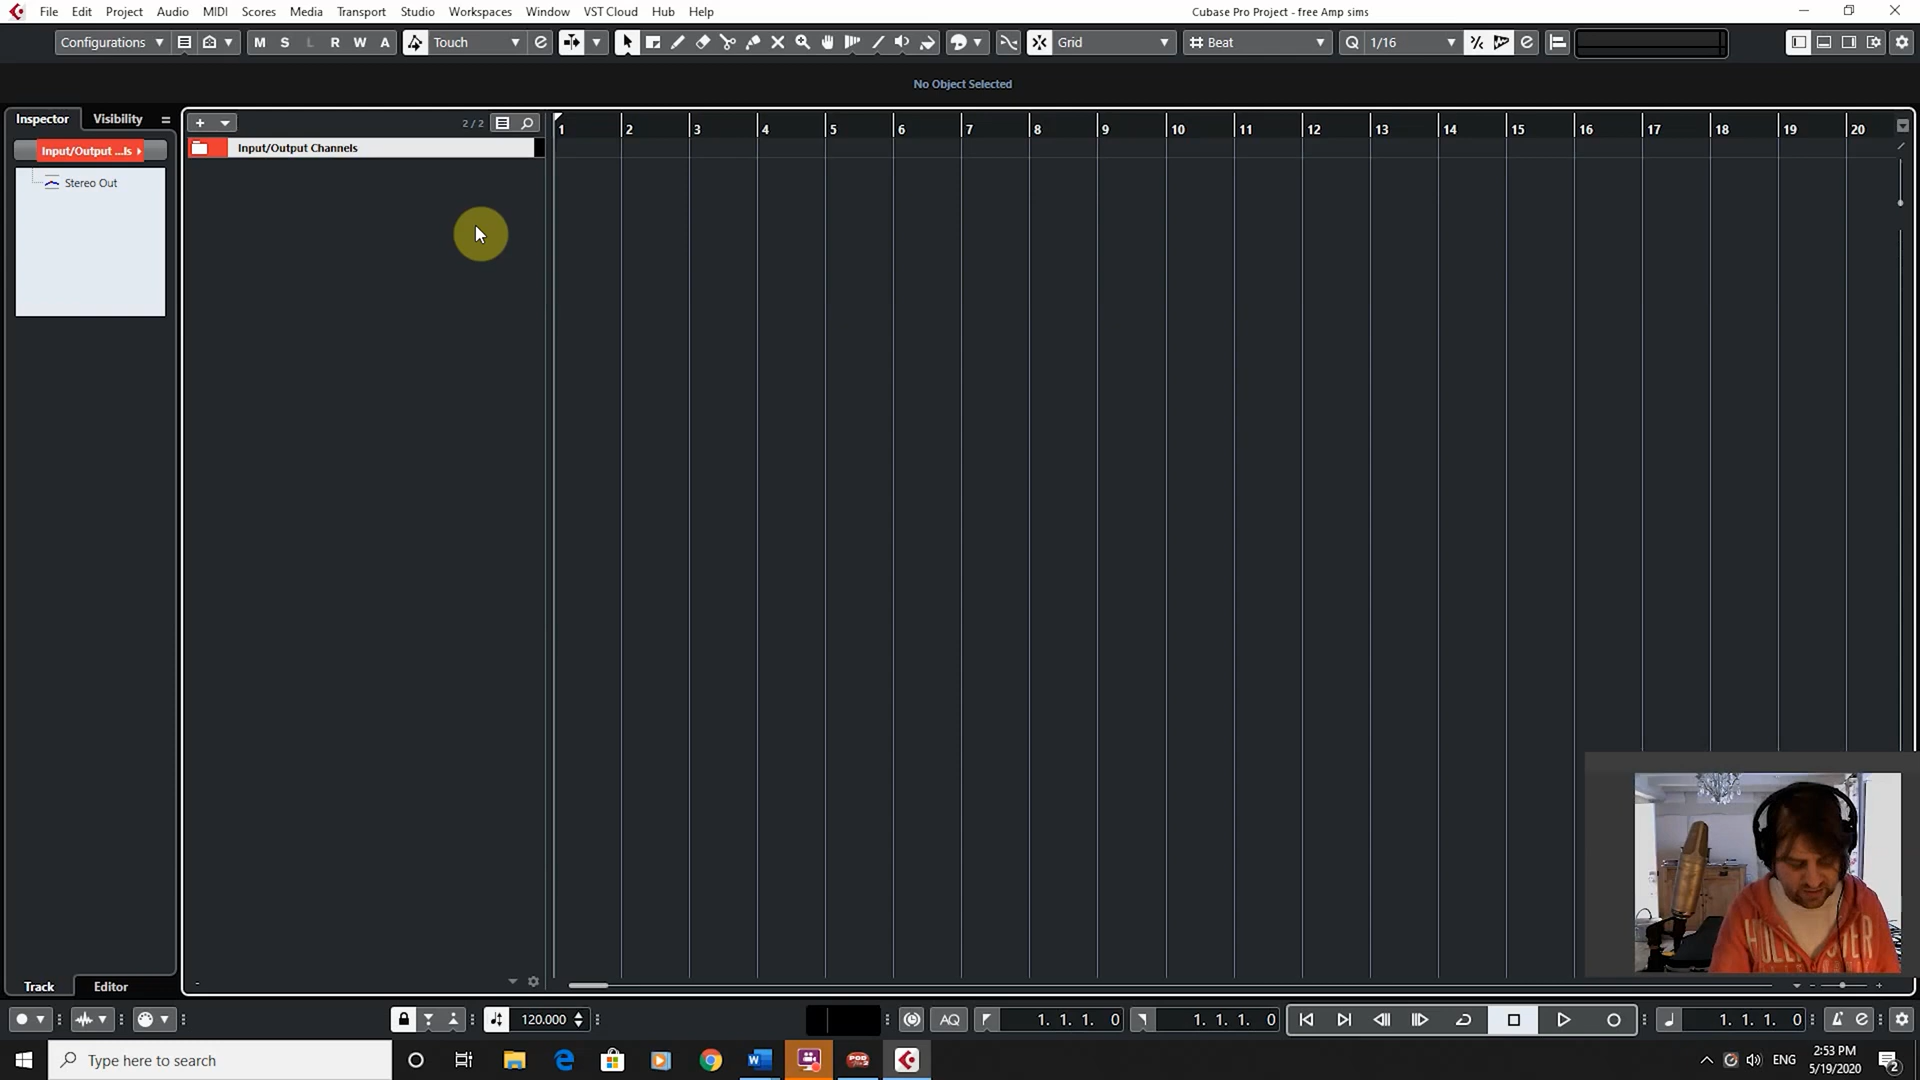 File Edit Project Audio MIDI Scores Media Transport Studio Workspaces Window VST Cloud Hub Help
Cubase Pro Project - free Amp sims
Configurations M S L R W A Touch Grid Beat Q 1/16
No Object Selected
Inspector Visibility
2 / 2
1 2 3 4 5 6 7 8 9 10 11 12 13 14 15 16 17 18 19 20
Input/Output ...ls
Input/Output Channels
Stereo Out
Track Editor
120.000 AQ 1. 1. 1. 0 1. 1. 1. 0 1. 1. 1. 0
Type here to search
ENG
2:53 PM
5/19/2020
2